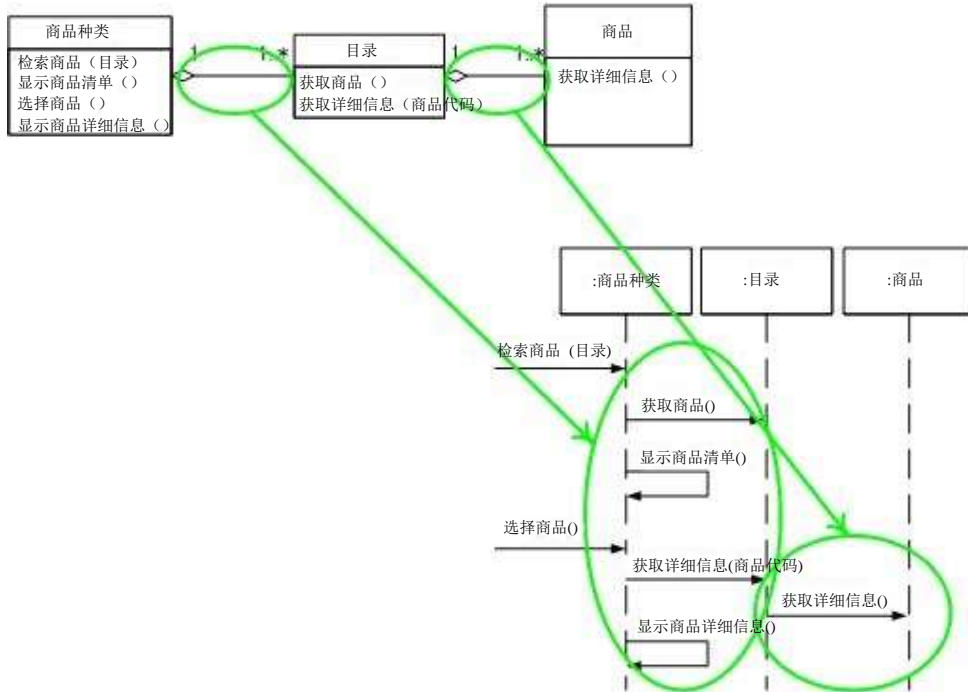 商品种类
检索商品（目录）
显示商品清单（）
选择商品（）
显示商品详细信息（）
1
1..*
目录
获取商品（）
获取详细信息（商品代码）
1
1..*
商品
获取详细信息（）
:商品种类
:目录
:商品
检索商品 (目录)
获取商品()
显示商品清单()
选择商品()
获取详细信息(商品代码)
获取详细信息()
显示商品详细信息()